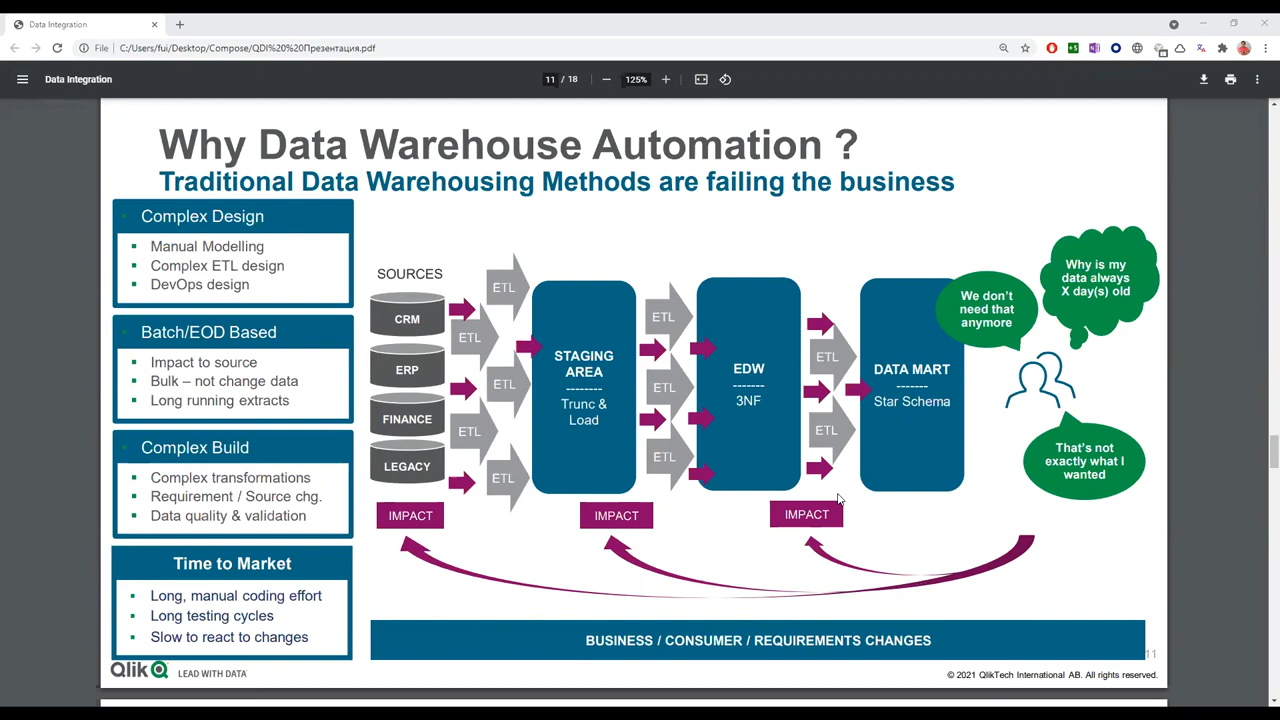 Data Integration
File
C:/Users/fui/Desktop/Compose/QDI%20%20Презентация.pdf
Data Integration
11 / 18
125%
Why Data Warehouse Automation ?
Traditional Data Warehousing Methods are failing the business
Complex Design
Manual Modelling
Complex ETL design
DevOps design
Batch/EOD Based
Impact to source
Bulk – not change data
Long running extracts
Complex Build
Complex transformations
Requirement / Source chg.
Data quality & validation
Time to Market
Long, manual coding effort
Long testing cycles
Slow to react to changes
SOURCES
CRM
ERP
FINANCE
LEGACY
ETL
ETL
ETL
ETL
ETL
STAGING
AREA
--------
Trunc &
Load
ETL
ETL
ETL
EDW
-------
3NF
ETL
ETL
DATA MART
-------
Star Schema
We don't
need that
anymore
Why is my
data always
X day(s) old
That's not
exactly what I
wanted
IMPACT
IMPACT
IMPACT
BUSINESS / CONSUMER / REQUIREMENTS CHANGES
11
Qlik
LEAD WITH DATA™
© 2021 QlikTech International AB. All rights reserved.